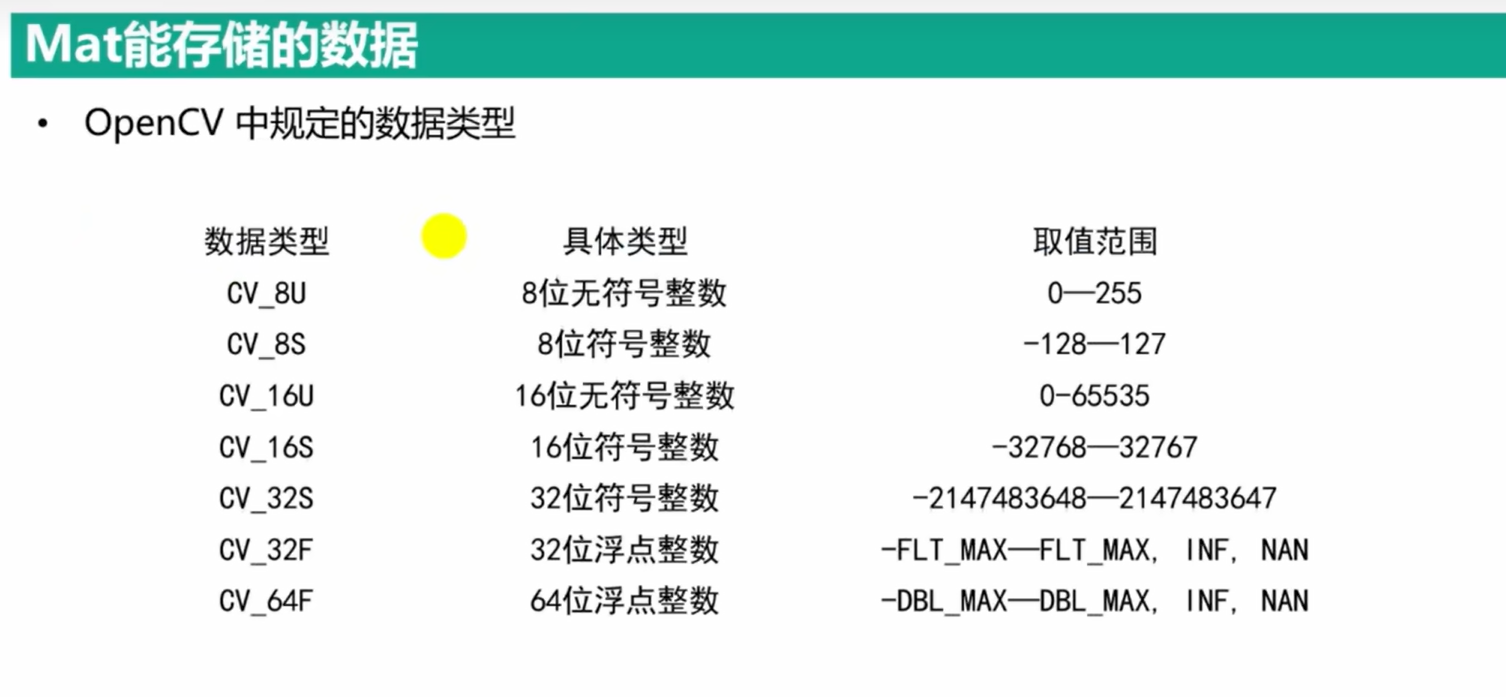 Mat能存储的数据
• OpenCV 中规定的数据类型
数据类型 具体类型 取值范围
CV_8U 8位无符号整数 0—255
CV_8S 8位符号整数 -128—127
CV_16U 16位无符号整数 0-65535
CV_16S 16位符号整数 -32768—32767
CV_32S 32位符号整数 -2147483648—2147483647
CV_32F 32位浮点整数 -FLT_MAX—FLT_MAX, INF, NAN
CV_64F 64位浮点整数 -DBL_MAX—DBL_MAX, INF, NAN